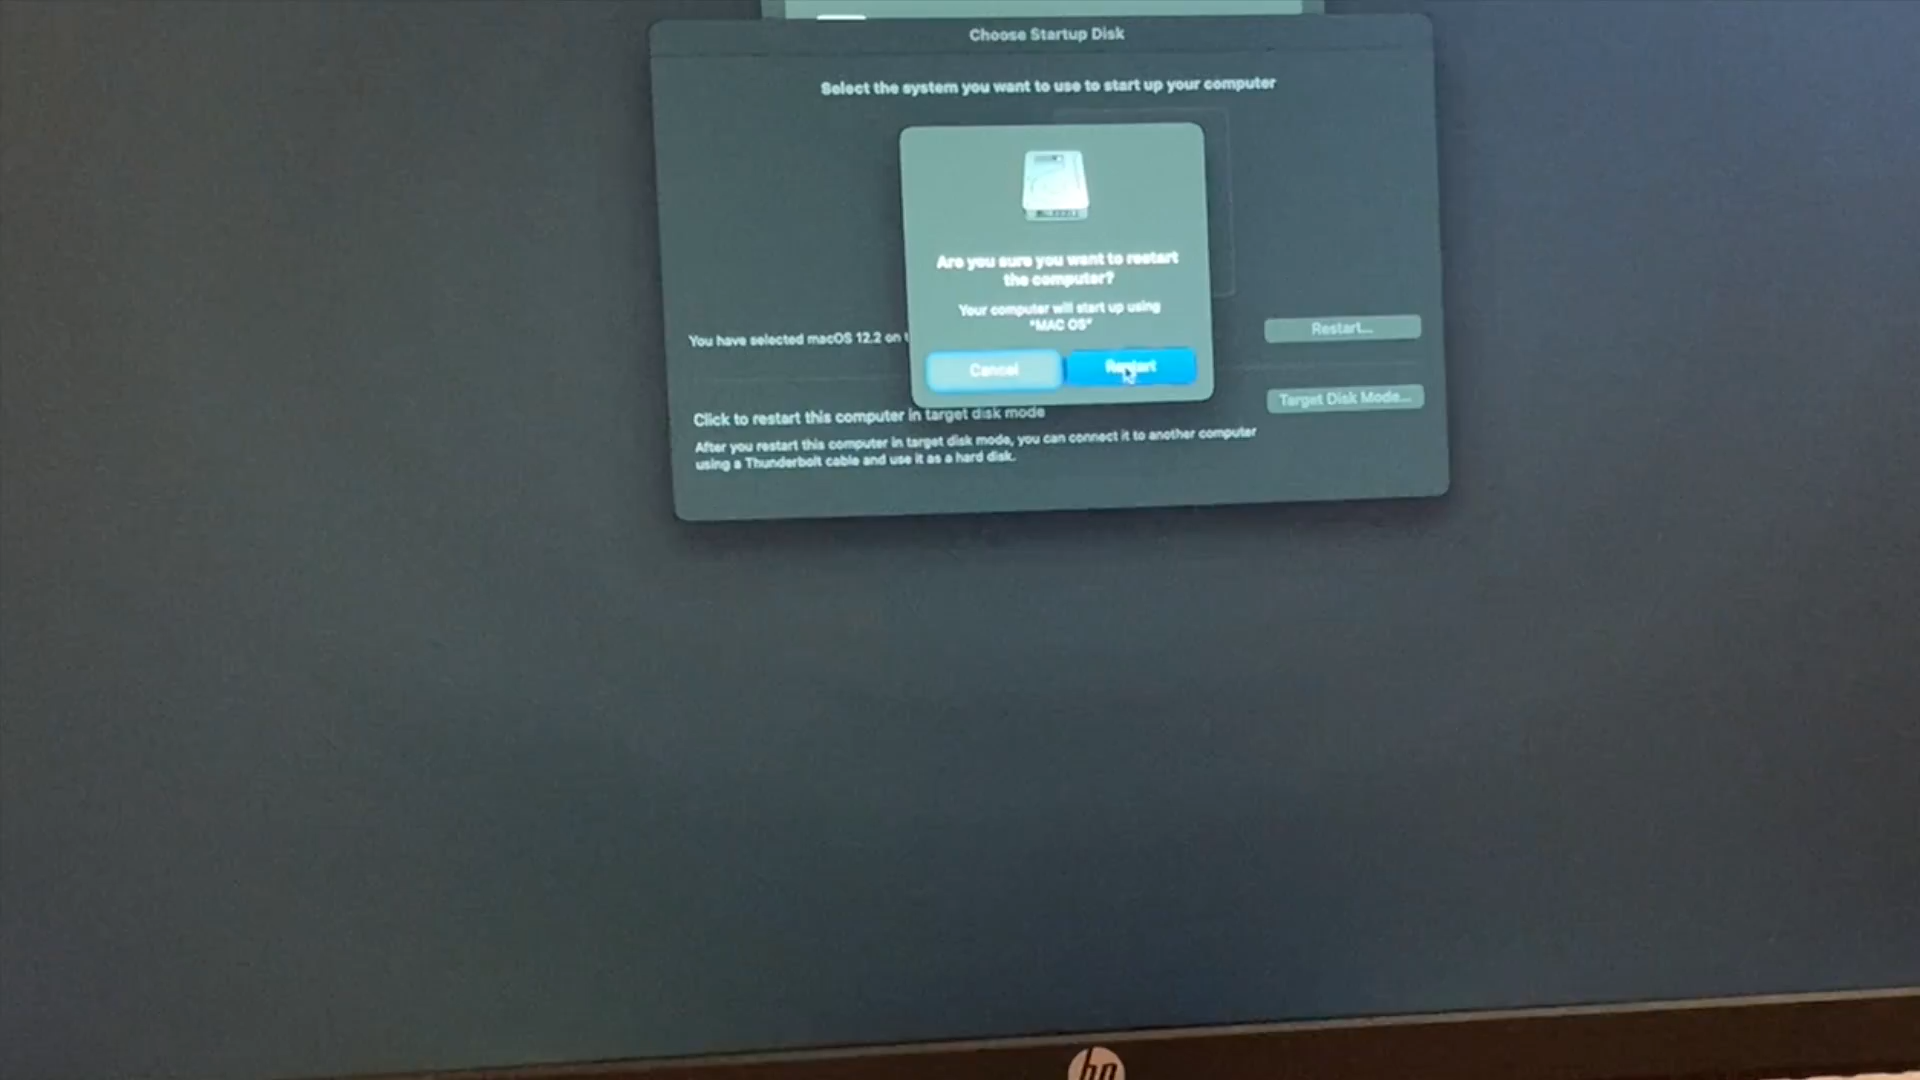 Choose Startup Disk
Select the system you want to use to start up your computer
Are you sure you want to restart
the computer?
Your computer will start up using
"MAC OS"
You have selected macOS 12.2 on
Restart...
Cancel
Restart
Target Disk Mode...
Click to restart this computer in target disk mode
After you restart this computer in target disk mode, you can connect it to another computer
using a Thunderbolt cable and use it as a hard disk.
hp